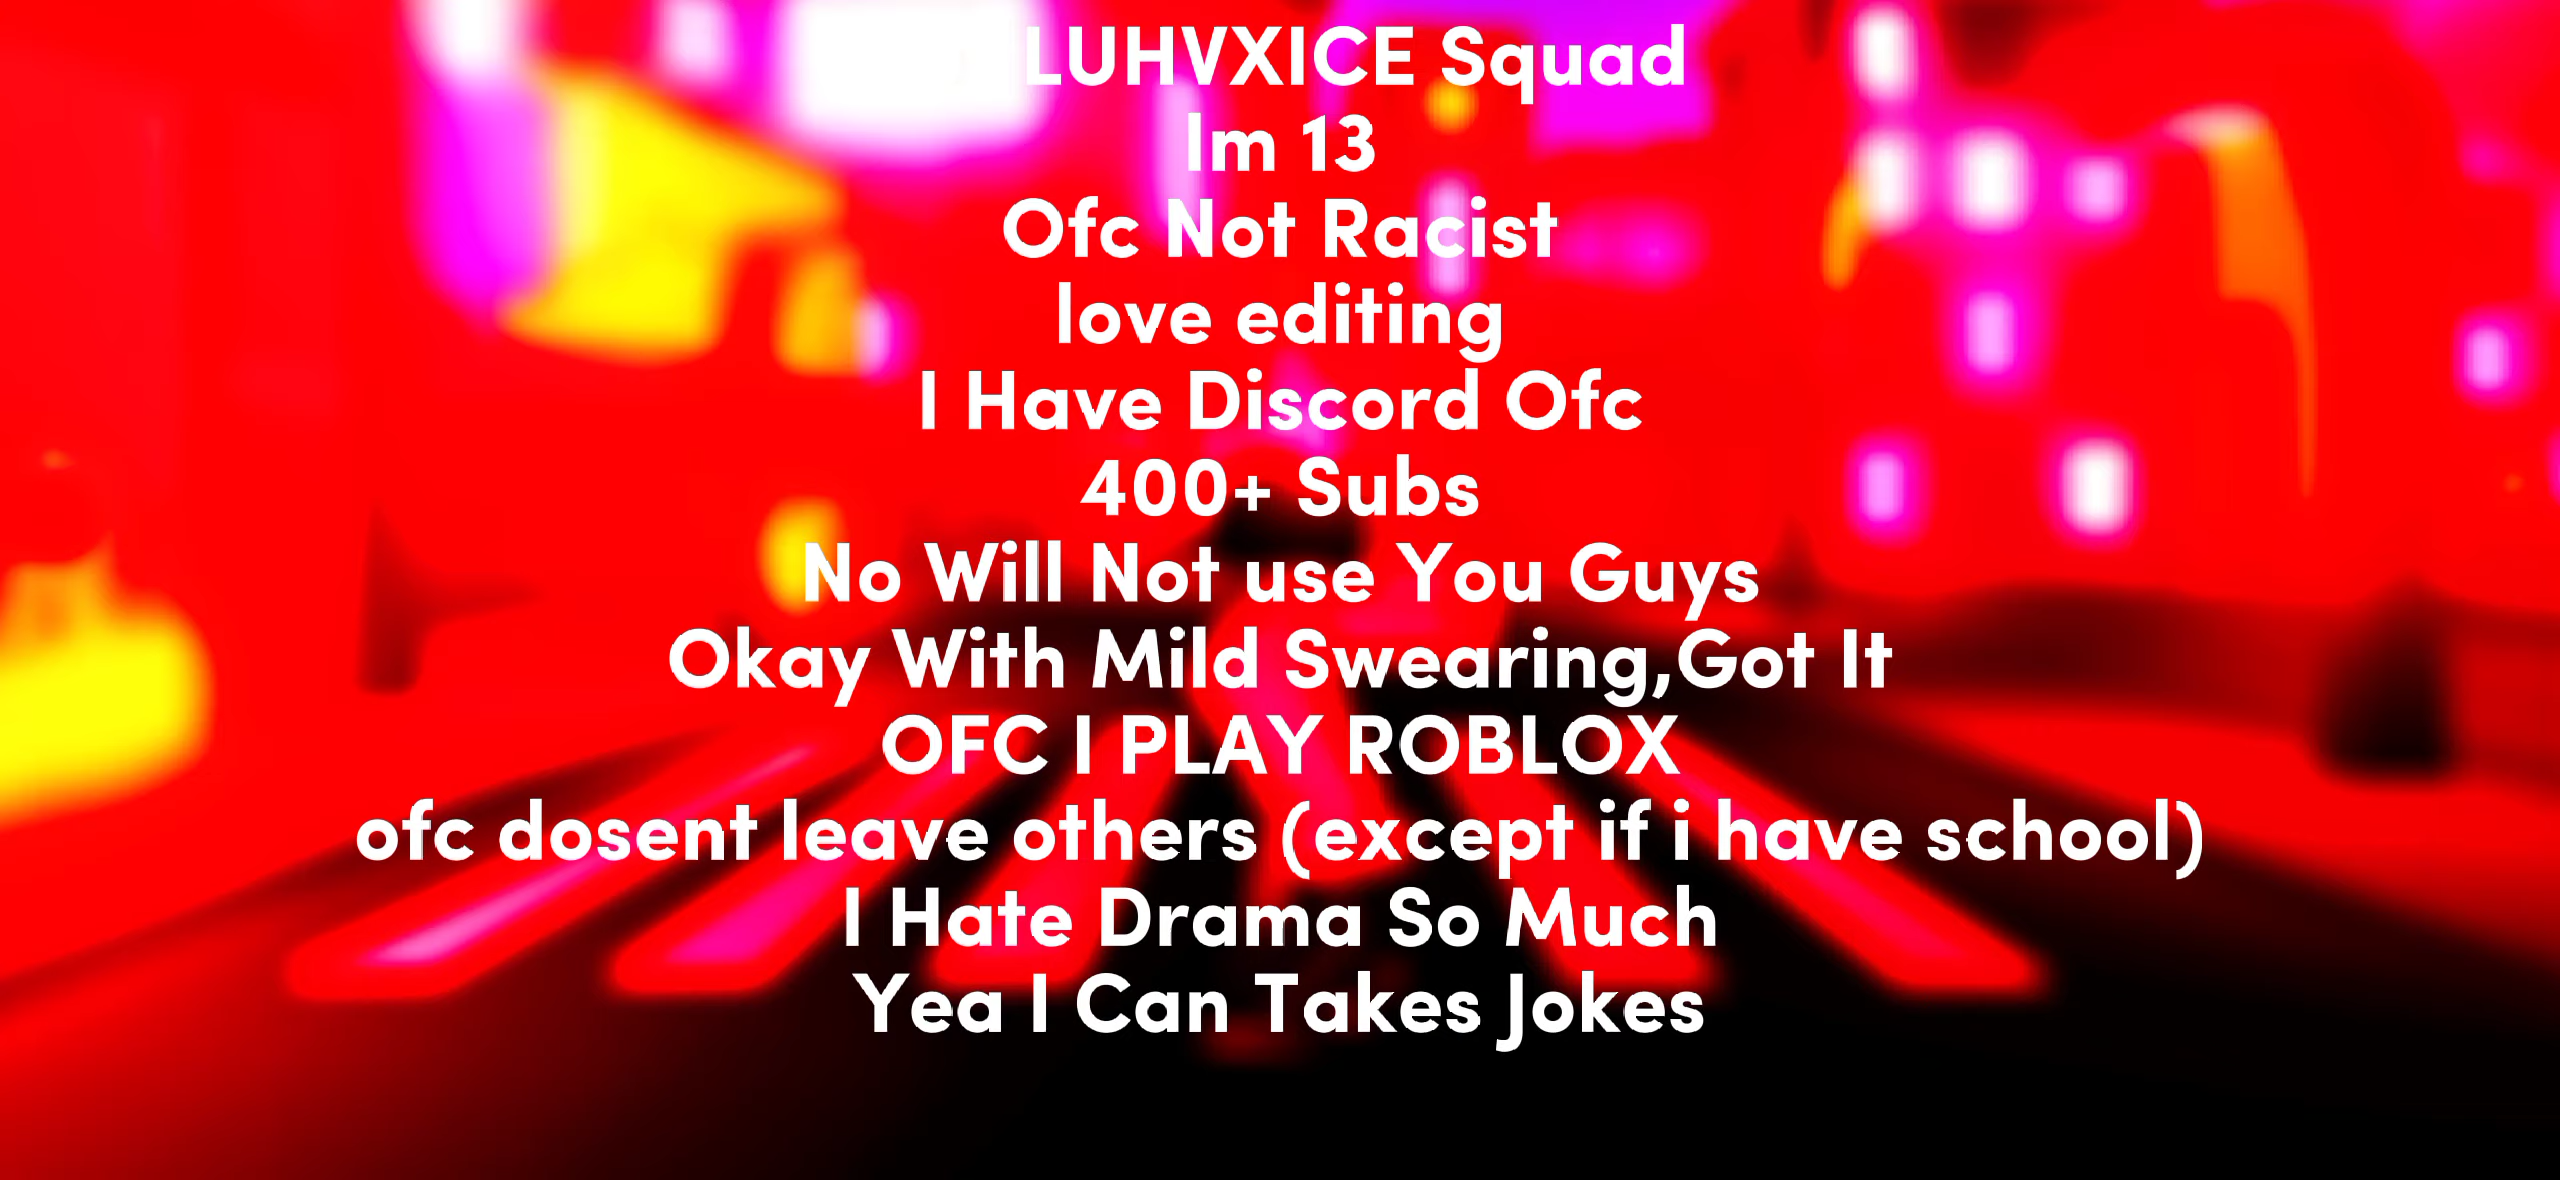 LUHVXICE Squad
Im 13
Ofc Not Racist
love editing
I Have Discord Ofc
400+ Subs
No Will Not use You Guys
Okay With Mild Swearing,Got It
OFC I PLAY ROBLOX
ofc dosent leave others (except if i have school)
I Hate Drama So Much
Yea I Can Takes Jokes